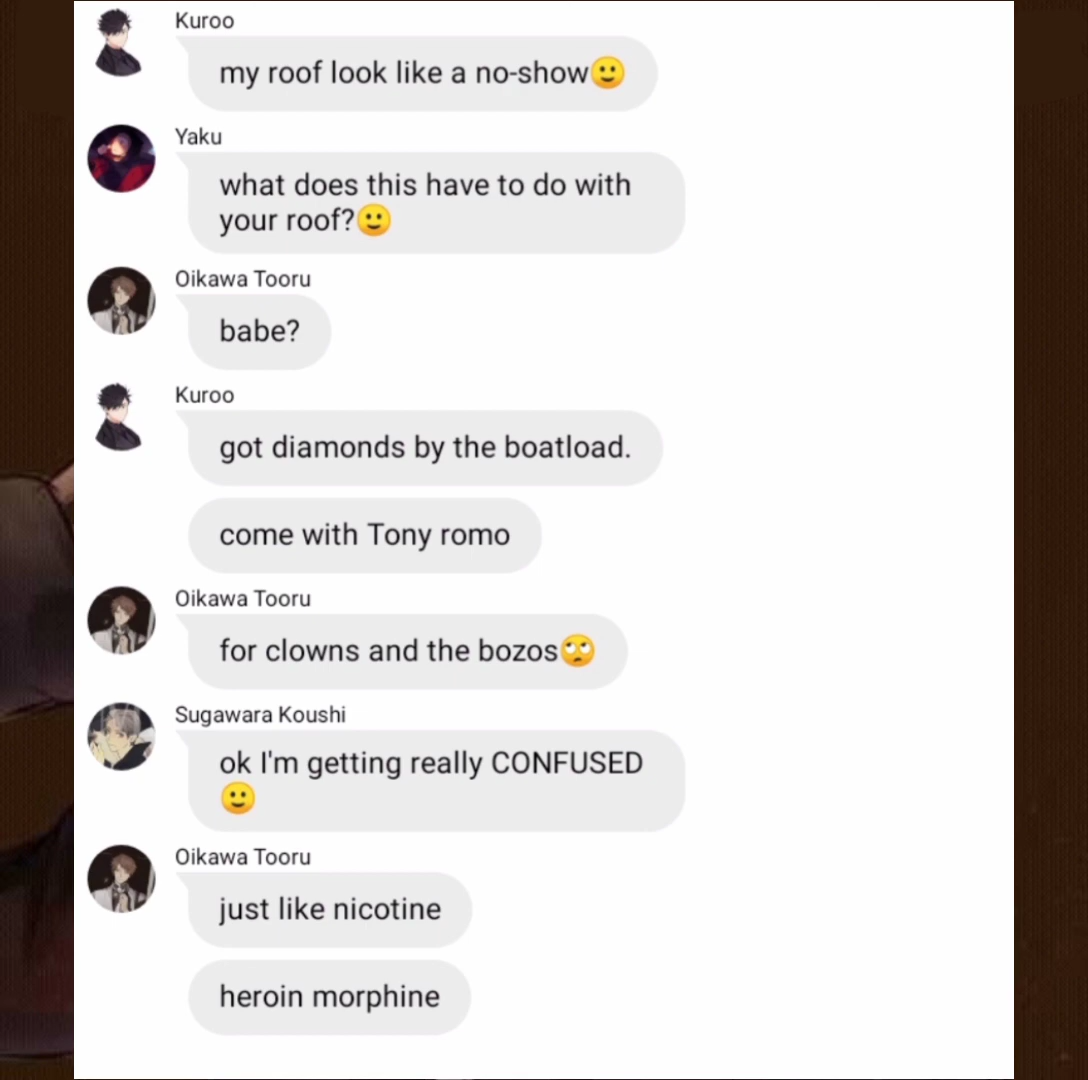 Kuroo
my roof look like a no-show🙂
Yaku
what does this have to do with
your roof?🙂
Oikawa Tooru
babe?
Kuroo
got diamonds by the boatload.
come with Tony romo
Oikawa Tooru
for clowns and the bozos🙄
Sugawara Koushi
ok I'm getting really CONFUSED
🙂
Oikawa Tooru
just like nicotine
heroin morphine